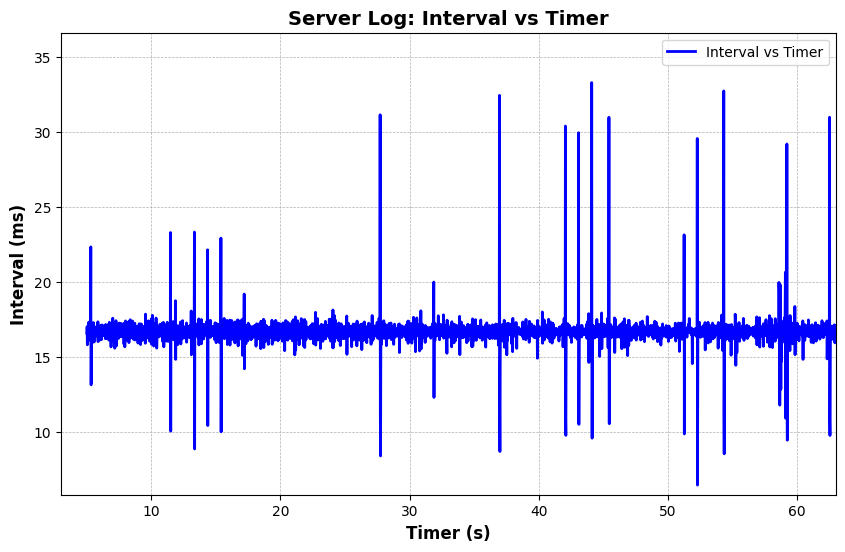 Server Log: Interval vs Timer
Interval vs Timer
35
30
25
20
15
10
Interval (ms)
10 20 30 40 50 60
Timer (s)